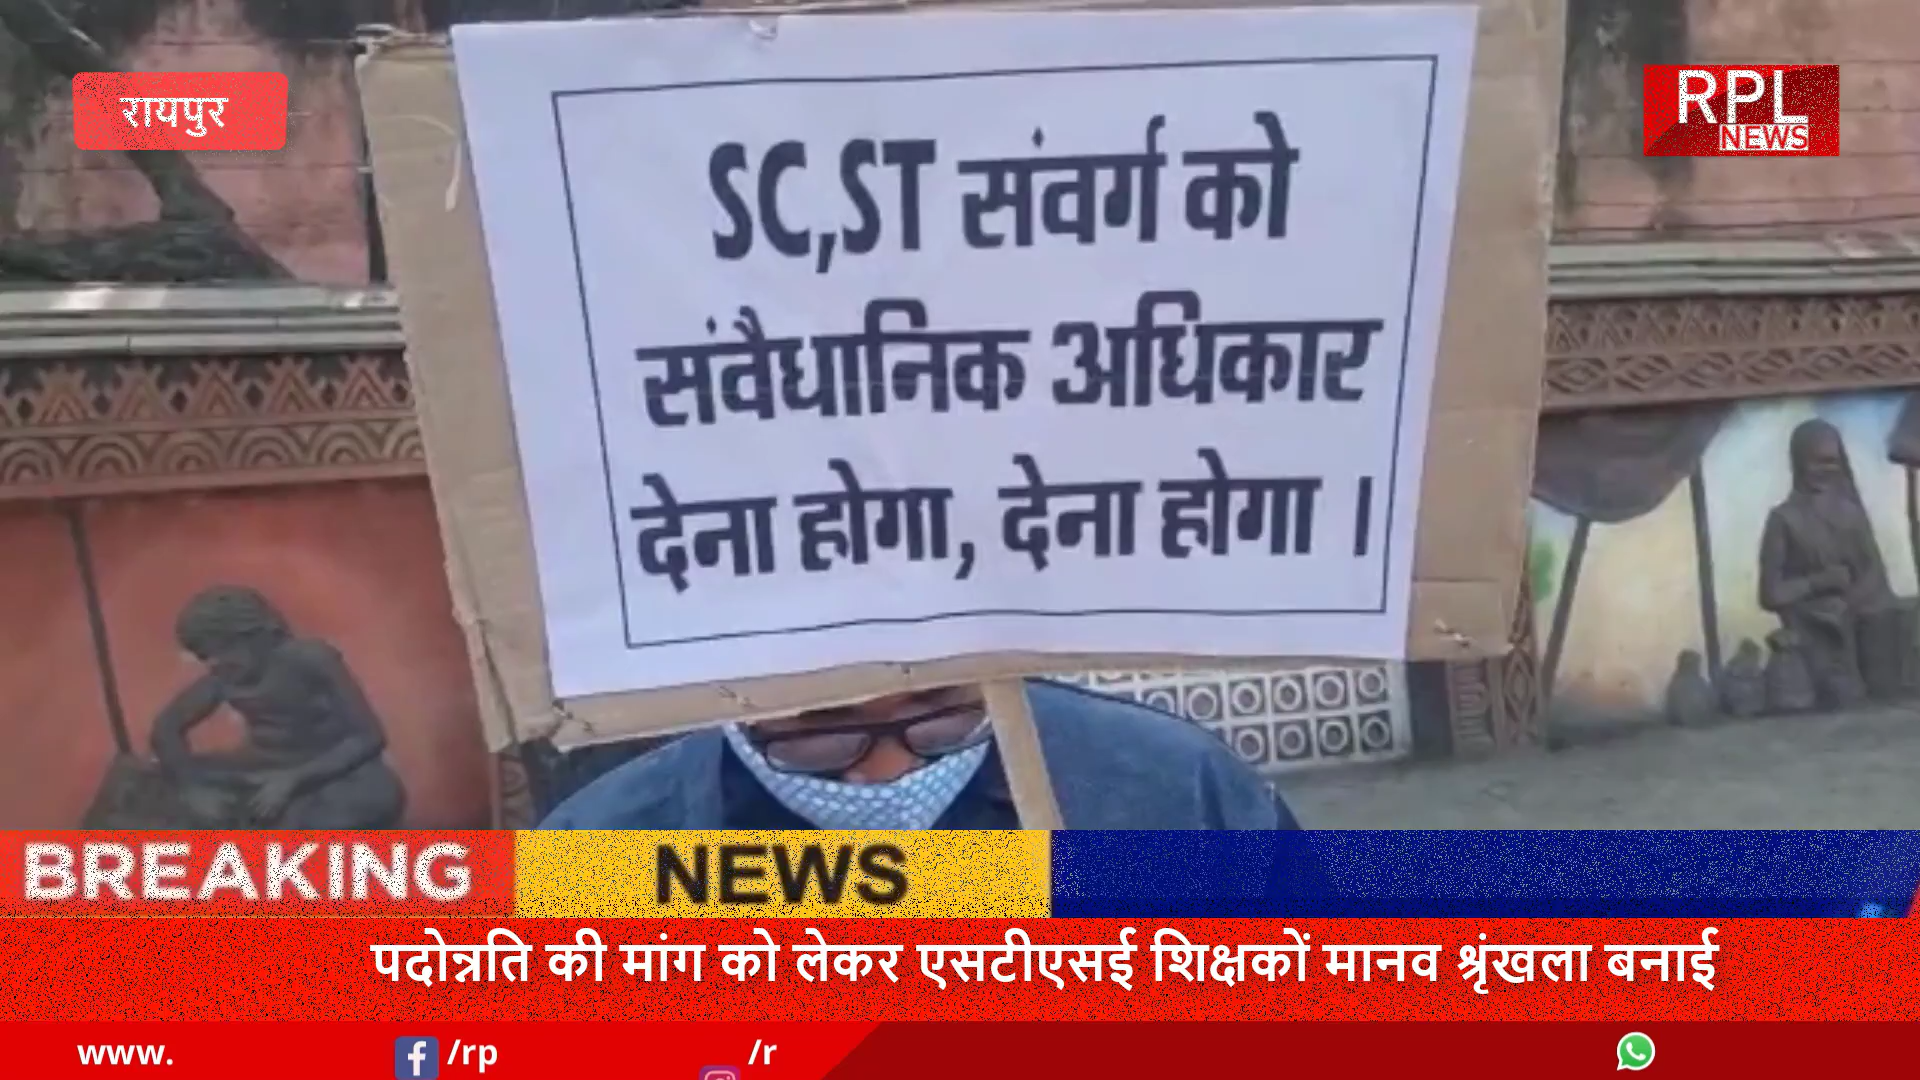 रायपुर
RPL
NEWS
SC,ST संवर्ग को
संवैधानिक अधिकार
देना होगा, देना होगा ।
BREAKING NEWS
पदोन्नति की मांग को लेकर एसटीएसई शिक्षकों मानव श्रृंखला बनाई
www. /rp /r